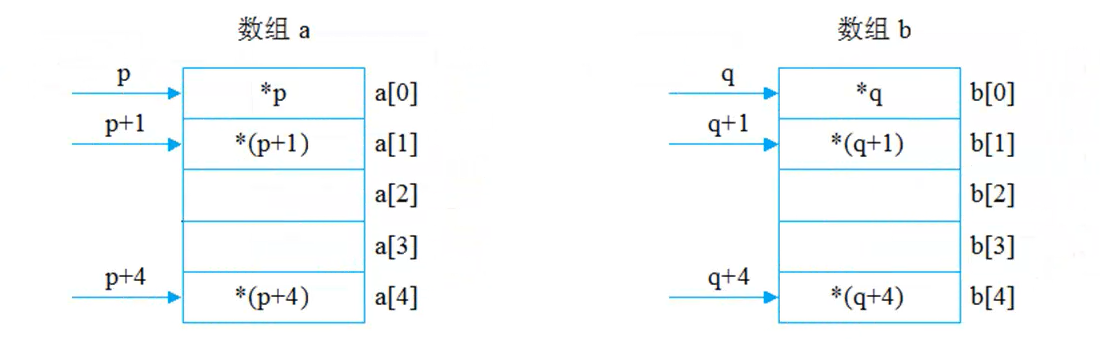 数组 a
p *p a[0]
p+1 *(p+1) a[1]
a[2]
a[3]
p+4 *(p+4) a[4]
数组 b
q *q b[0]
q+1 *(q+1) b[1]
b[2]
b[3]
q+4 *(q+4) b[4]